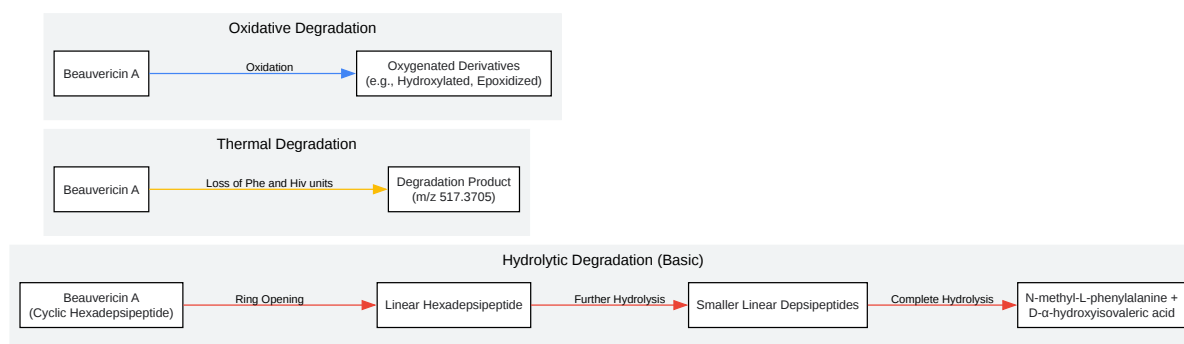 Oxidative Degradation
Beauvericin A
Oxidation
Oxygenated Derivatives
(e.g., Hydroxylated, Epoxidized)
Thermal Degradation
Beauvericin A
Loss of Phe and Hiv units
Degradation Product
(m/z 517.3705)
Hydrolytic Degradation (Basic)
Beauvericin A
(Cyclic Hexadepsipeptide)
Ring Opening
Linear Hexadepsipeptide
Further Hydrolysis
Smaller Linear Depsipeptides
Complete Hydrolysis
N-methyl-L-phenylalanine +
D-α-hydroxyisovaleric acid